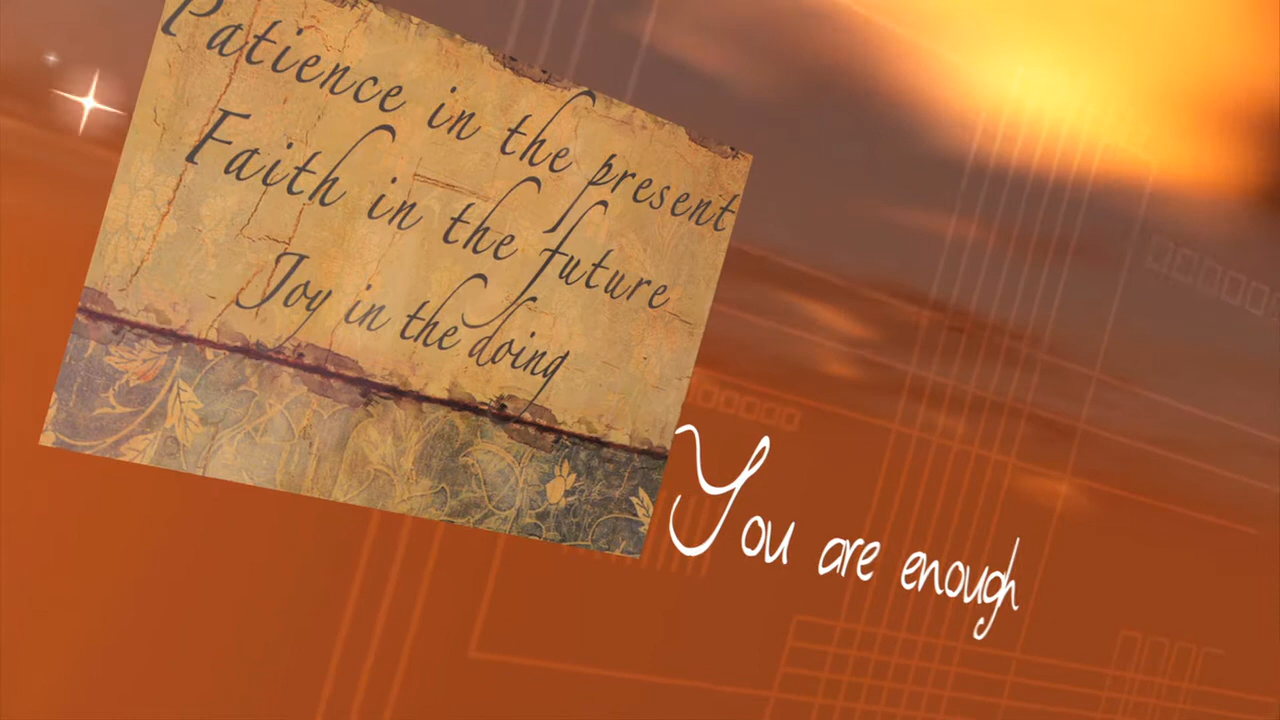 Patience in the present
Faith in the future
Joy in the doing
You are enough